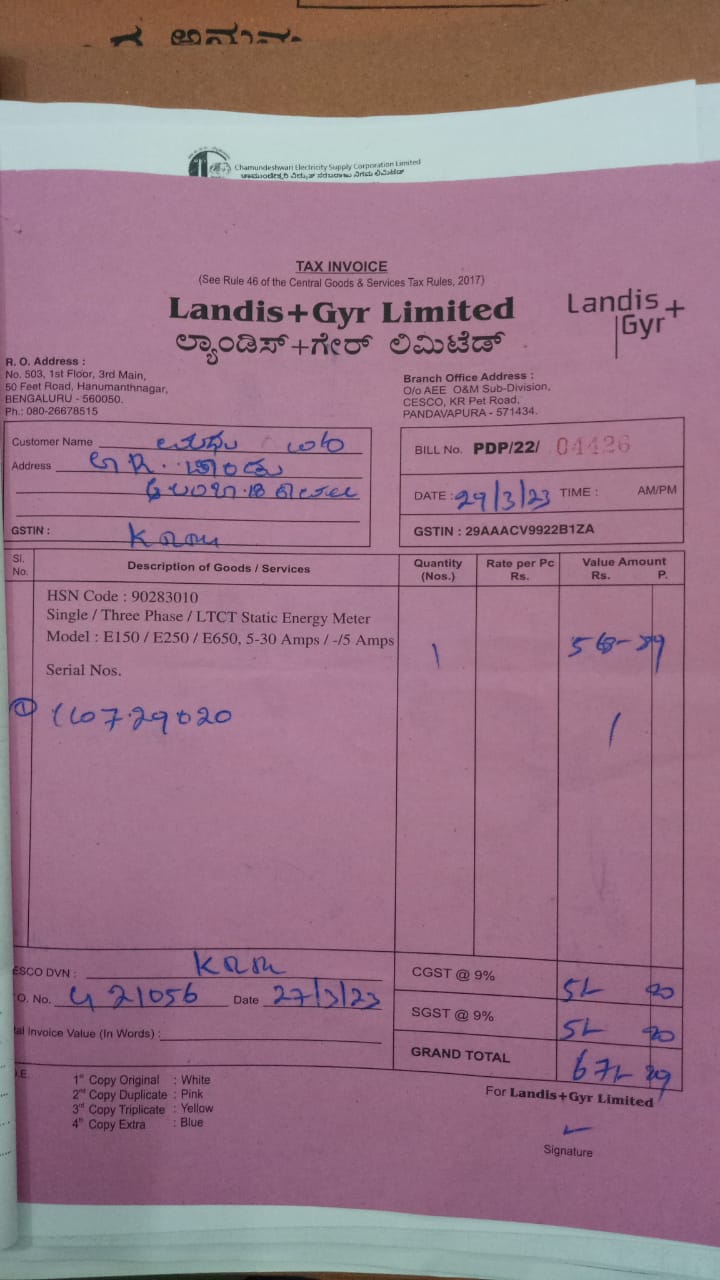 Chamundeshwari Electricity Supply Corporation Limited
ಚಾಮುಂಡೇಶ್ವರಿ ವಿದ್ಯುತ್ ಸರಬರಾಜು ನಿಗಮ ಲಿಮಿಟೆಡ್
TAX INVOICE
(See Rule 46 of the Central Goods & Services Tax Rules, 2017)
Landis+Gyr Limited
ಲ್ಯಾಂಡಿಸ್+ಗೇರ್ ಲಿಮಿಟೆಡ್
Landis+
Gyr
R. O. Address :
No. 503, 1st Floor, 3rd Main,
50 Feet Road, Hanumanthnagar,
BENGALURU - 560050.
Ph.: 080-26678515
Branch Office Address :
O/o AEE O&M Sub-Division,
CESCO, KR Pet Road,
PANDAVAPURA - 571434.
Customer Name
Address
GSTIN :
BILL No. PDP/22/ 04426
DATE : 29/3/23 TIME : AM/PM
GSTIN : 29AAACV9922B1ZA
Sl. No. Description of Goods / Services Quantity (Nos.) Rate per Pc Rs. Value Amount Rs. P.
HSN Code : 90283010
Single / Three Phase / LTCT Static Energy Meter
Model : E150 / E250 / E650, 5-30 Amps / -/5 Amps 1
Serial Nos.
1
ESCO DVN :
O. No. 21056 Date 27/3/23
al Invoice Value (In Words) :
CGST @ 9%
SGST @ 9%
GRAND TOTAL
1st Copy Original : White
2nd Copy Duplicate : Pink
3rd Copy Triplicate : Yellow
4th Copy Extra : Blue
For Landis+Gyr Limited
Signature